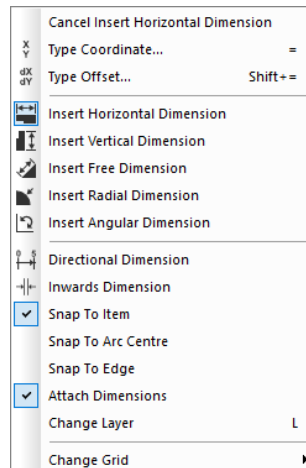 Cancel Insert Horizontal Dimension
X
Y
Type Coordinate... =
dX
dY
Type Offset... Shift+=
Insert Horizontal Dimension
Insert Vertical Dimension
Insert Free Dimension
Insert Radial Dimension
Insert Angular Dimension
0 5
Directional Dimension
Inwards Dimension
Snap To Item
Snap To Arc Centre
Snap To Edge
Attach Dimensions
Change Layer L
Change Grid